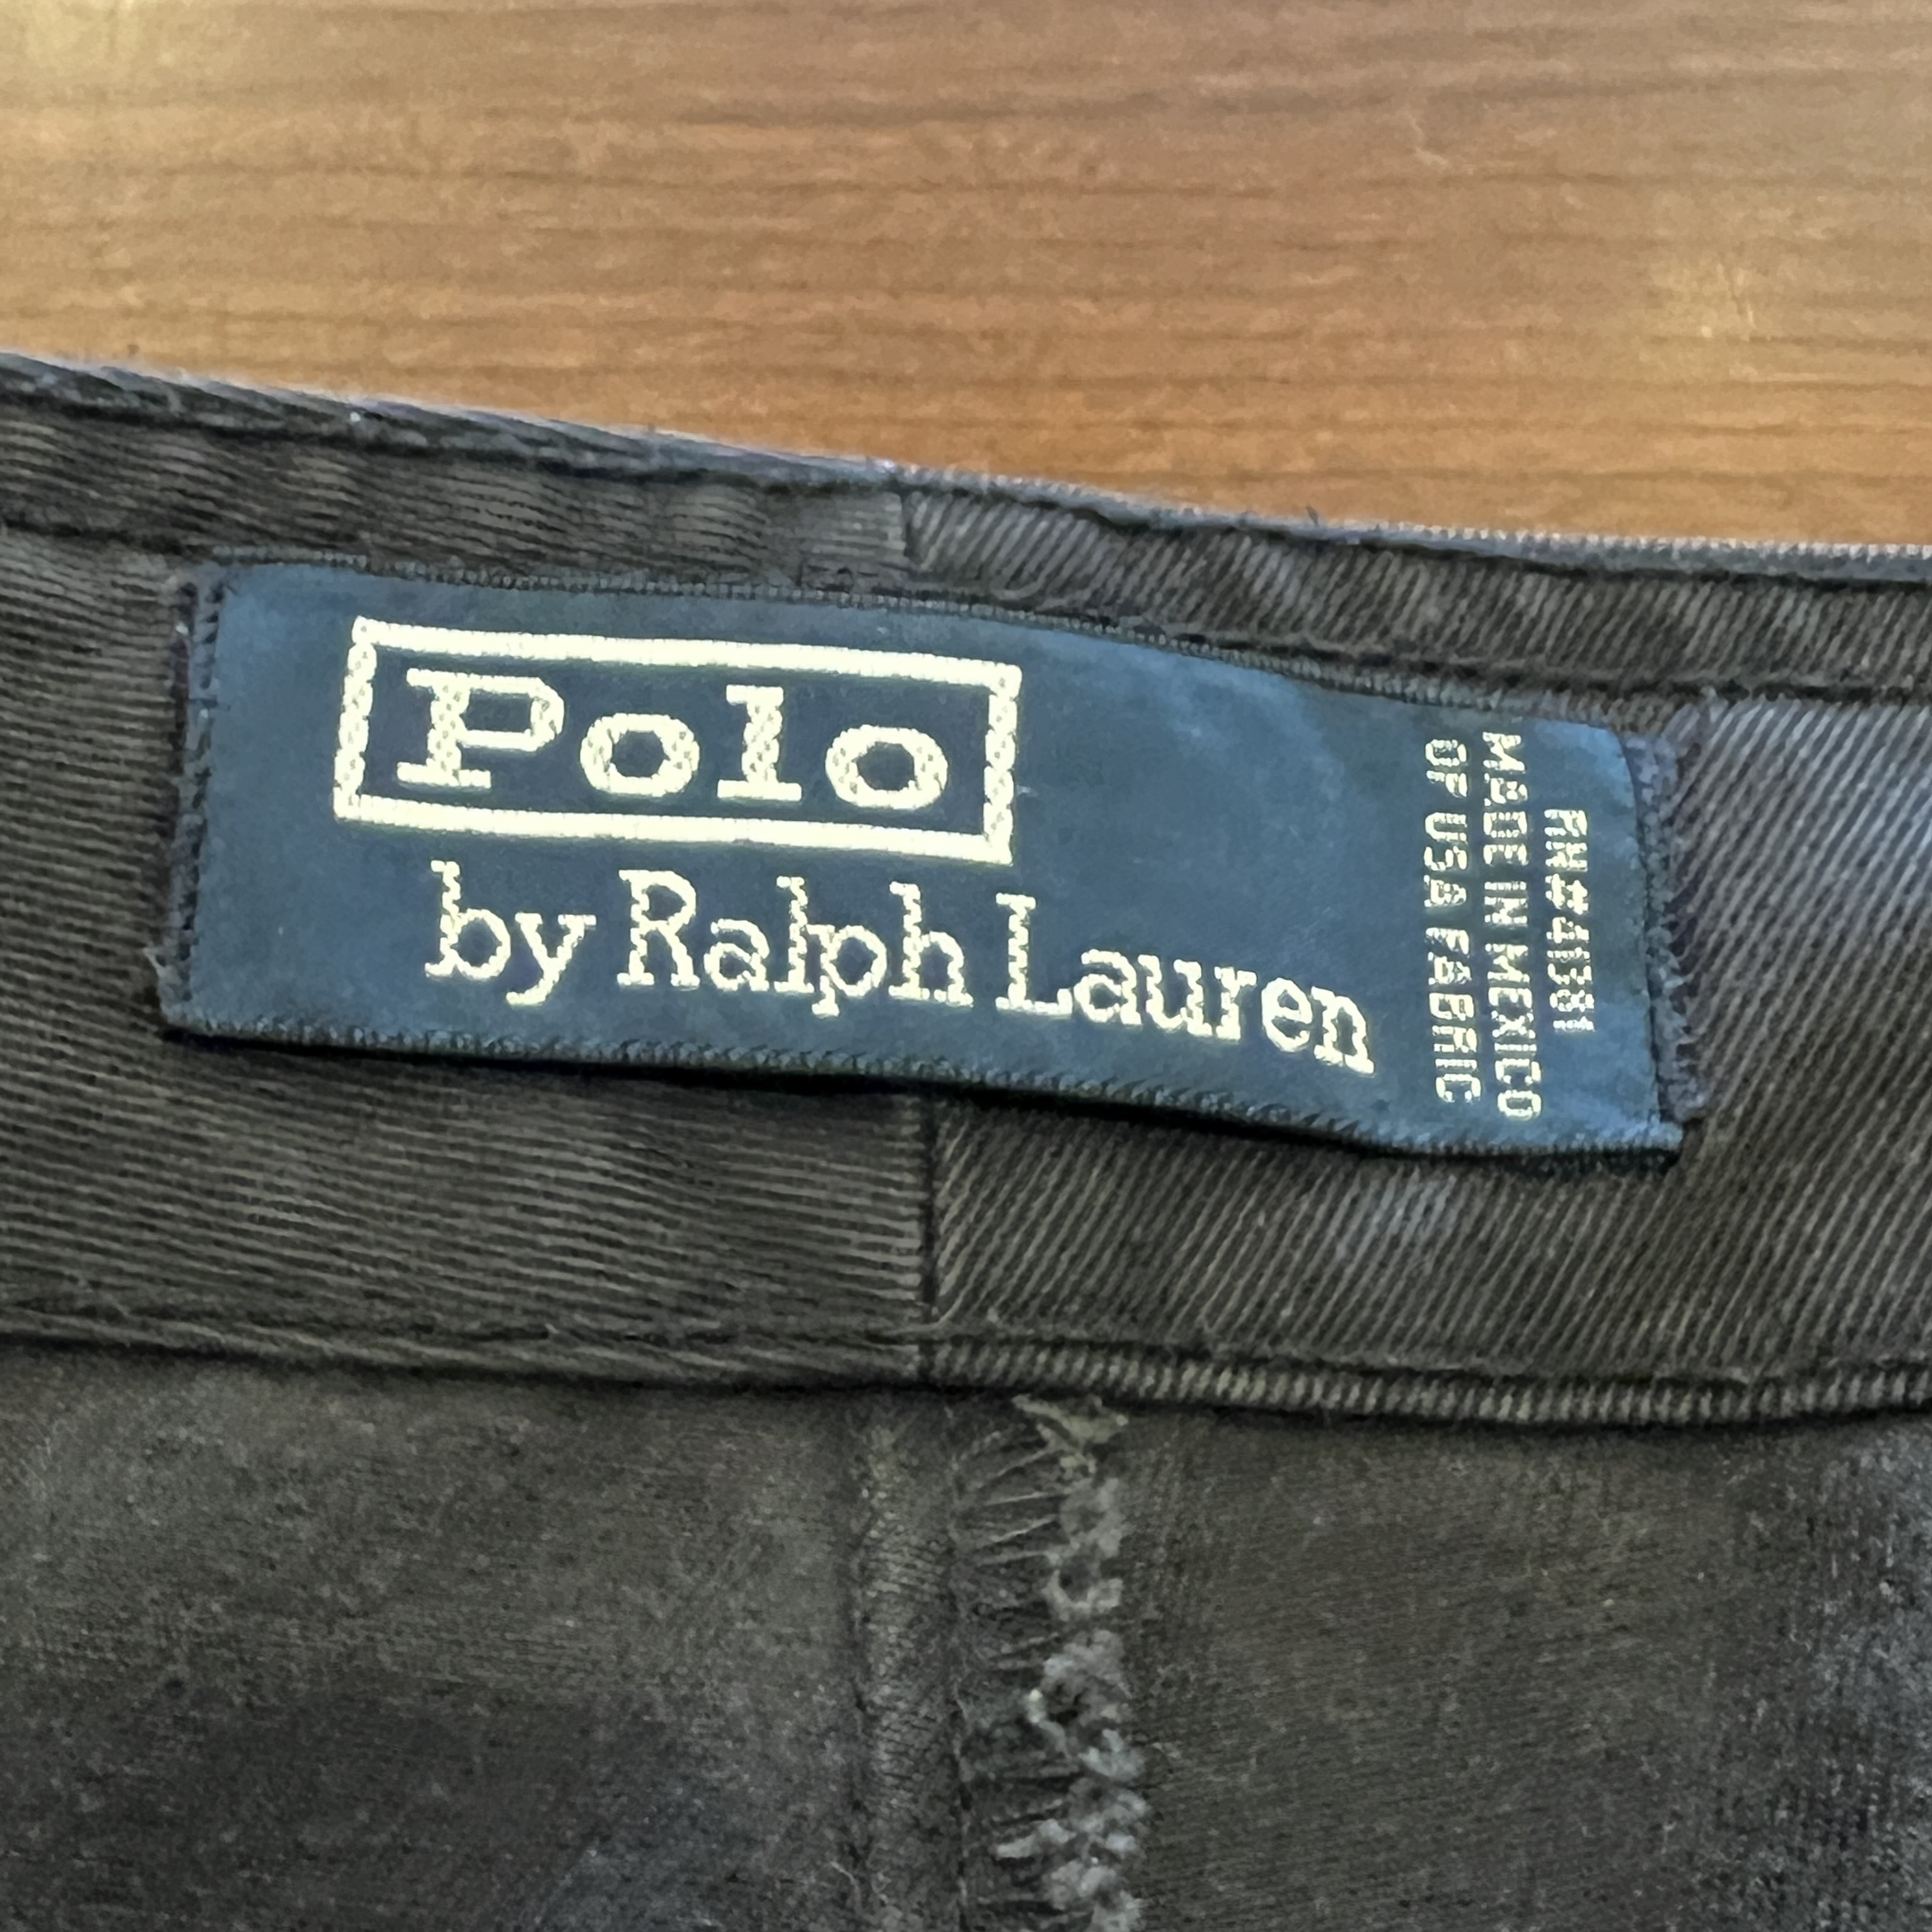 Polo
by Ralph Lauren
RN#41381
MADE IN MEXICO
OF USA FABRIC